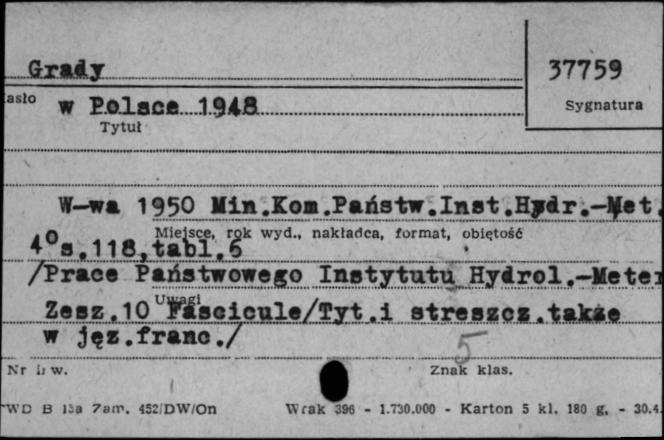 Grady
37759
asło
w Polsce 1948
Sygnatura
Tytuł
W-wa 1950 Min.Kom.Państw.Inst.Hydr.-Met.
Miejsce, rok wyd., nakładca, format, objętość
4⁰s.118,tabl.6
/Prace Państwowego Instytutu Hydrol.-Meter
Uwagi
Zesz.10 Fascicule/Tyt.i streszcz.także
w jęz.franc./
5
Nr inw.
Znak klas.
WD B 13a Zam. 452/DW/On Wrak 396 - 1.730.000 - Karton 5 kl. 180 g. - 30.4.